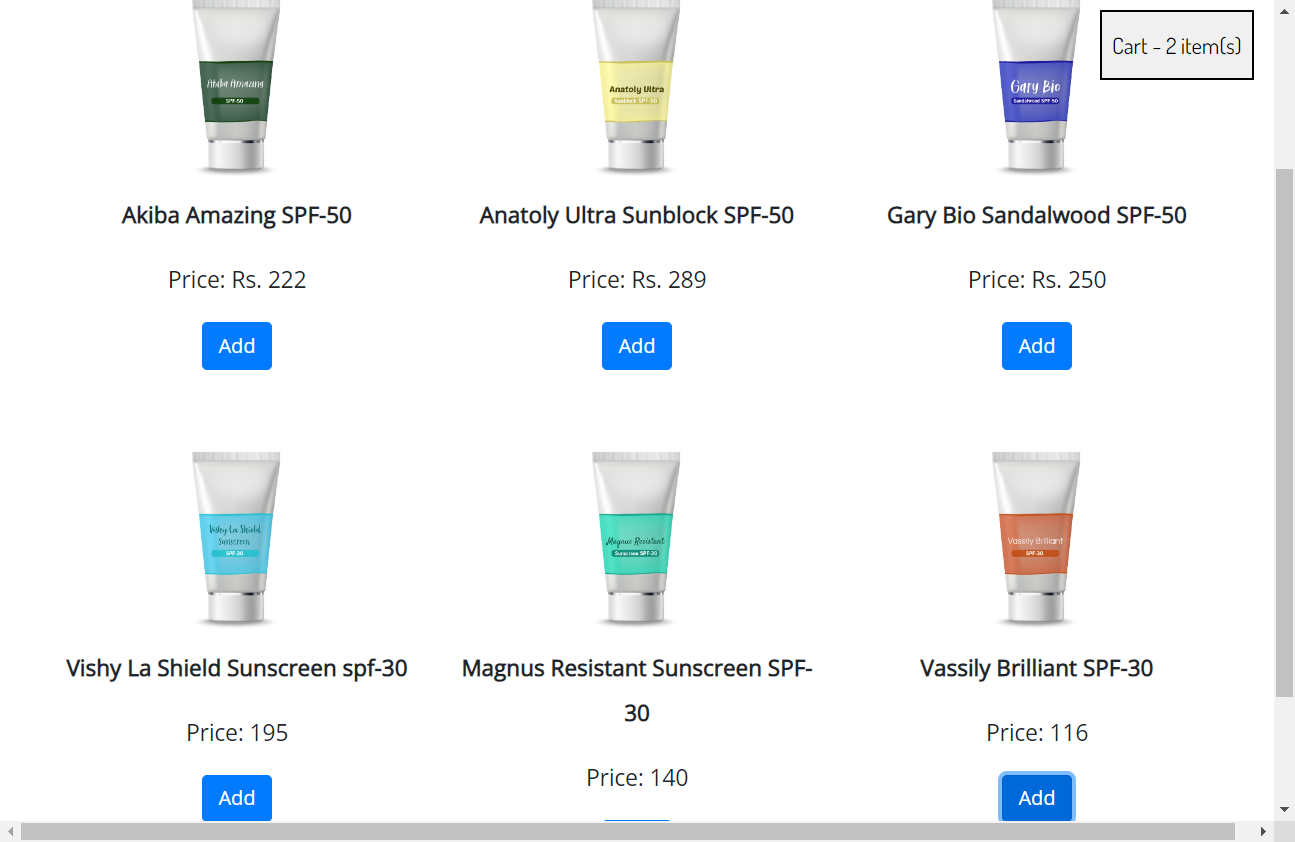 Cart - 2 item(s)
Akiba Amazing
SPF-50
Anatoly Ultra
Sunblock SPF-50
Gary Bio
Sandalwood SPF-50
Akiba Amazing SPF-50
Anatoly Ultra Sunblock SPF-50
Gary Bio Sandalwood SPF-50
Price: Rs. 222
Price: Rs. 289
Price: Rs. 250
Add
Add
Add
Vishy La Shield
Sunscreen
SPF-30
Magnus Resistant
Sunscreen SPF-30
Vassily Brilliant
SPF-30
Vishy La Shield Sunscreen spf-30
Magnus Resistant Sunscreen SPF-
30
Vassily Brilliant SPF-30
Price: 195
Price: 140
Price: 116
Add
Add